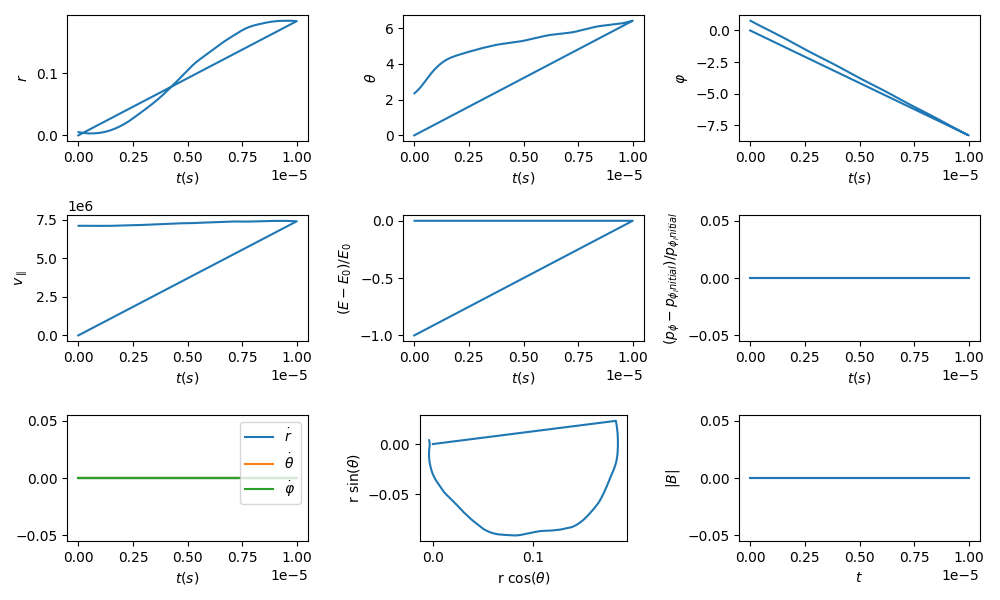 0.1
0.0
r
0.00 0.25 0.50 0.75 1.00
t(s)
1e−5
6
4
2
0
θ
0.00 0.25 0.50 0.75 1.00
t(s)
1e−5
0.0
−2.5
−5.0
−7.5
φ
0.00 0.25 0.50 0.75 1.00
t(s)
1e−5
1e6
7.5
5.0
2.5
0.0
v∥
0.00 0.25 0.50 0.75 1.00
t(s)
1e−5
0.0
−0.5
−1.0
(E − E₀)/E₀
0.00 0.25 0.50 0.75 1.00
t(s)
1e−5
0.05
0.00
−0.05
(pϕ − pϕᵢnitial)/pϕᵢnitial
0.00 0.25 0.50 0.75 1.00
t(s)
1e−5
0.05
0.00
−0.05
ṙ
θ̇
φ̇
0.00 0.25 0.50 0.75 1.00
t(s)
1e−5
0.00
−0.05
r sin(θ)
0.0 0.1
r cos(θ)
0.05
0.00
−0.05
|B|
0.00 0.25 0.50 0.75 1.00
t
1e−5